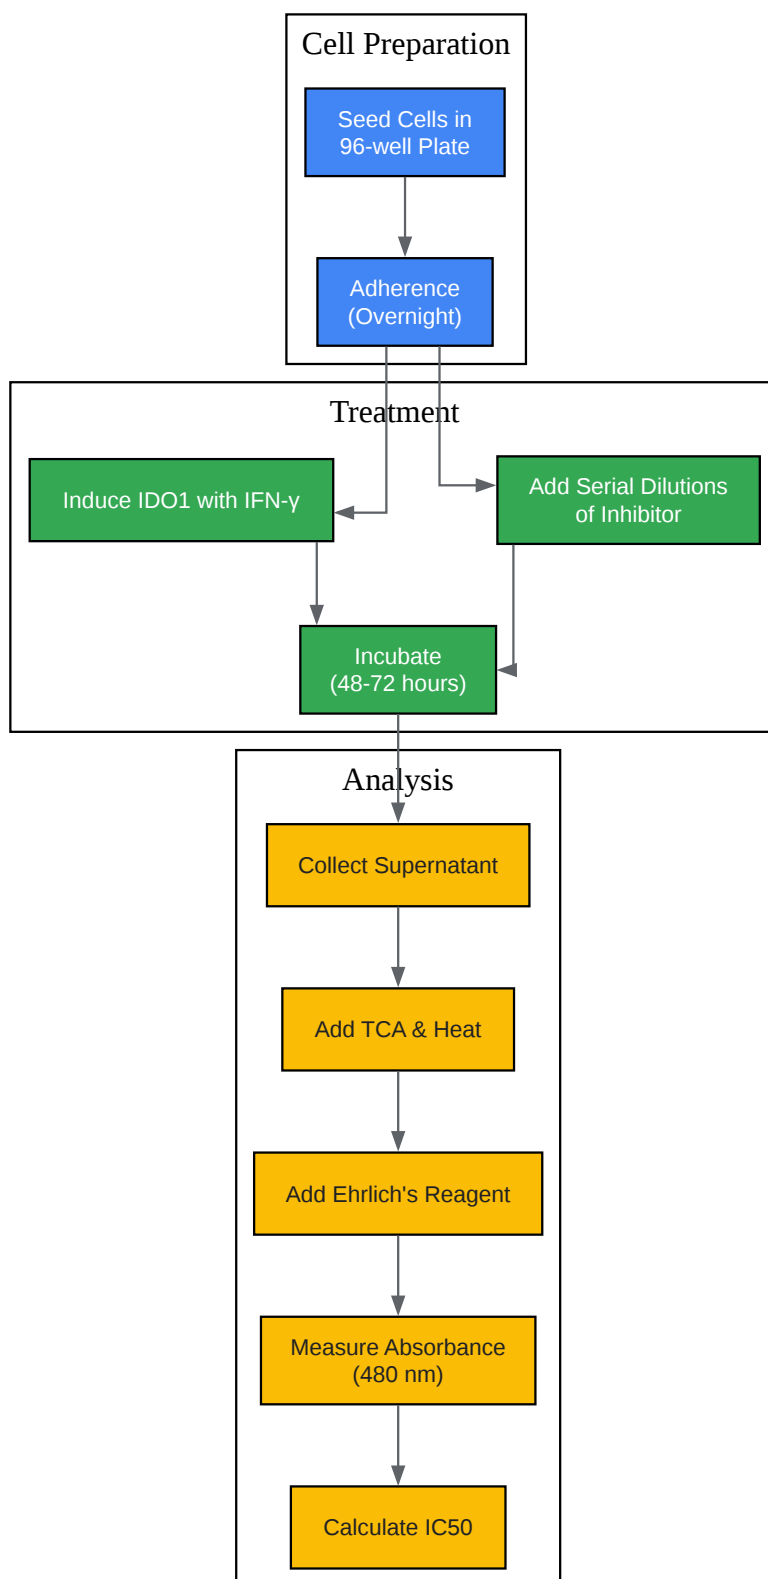 Cell Preparation
Seed Cells in
96-well Plate
Adherence
(Overnight)
Treatment
Induce IDO1 with IFN-γ
Add Serial Dilutions
of Inhibitor
Incubate
(48-72 hours)
Analysis
Collect Supernatant
Add TCA & Heat
Add Ehrlich's Reagent
Measure Absorbance
(480 nm)
Calculate IC50